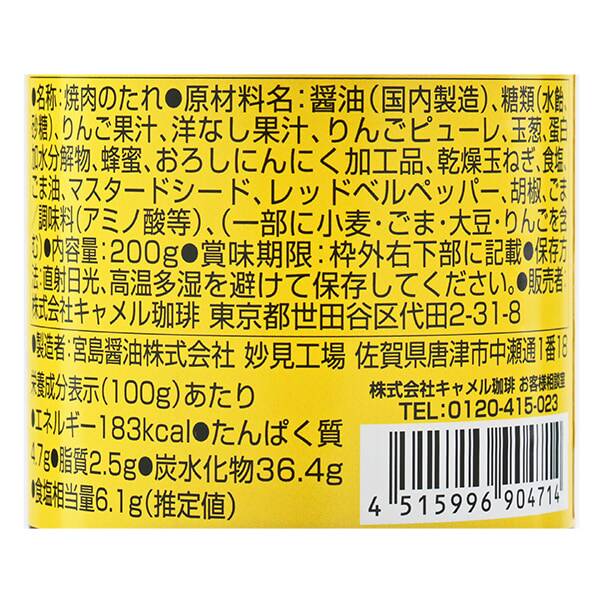 ●名称:焼肉のたれ●原材料名:醤油(国内製造)、糖類(水飴、
砂糖)、りんご果汁、洋なし果汁、りんごピューレ、玉葱、蛋白
加水分解物、蜂蜜、おろしにんにく加工品、乾燥玉ねぎ、食塩、
ごま油、マスタードシード、レッドベルペッパー、胡椒、ごま
/調味料(アミノ酸等)、(一部に小麦・ごま・大豆・りんごを含
む)●内容量:200g●賞味期限:枠外右下部に記載●保存方
法:直射日光、高温多湿を避けて保存してください。●販売者:
株式会社キャメル珈琲 東京都世田谷区代田2-31-8
●製造者:宮島醤油株式会社 妙見工場 佐賀県唐津市中瀬通1番18
栄養成分表示(100g)あたり
●エネルギー183kcal●たんぱく質
4.7g●脂質2.5g●炭水化物36.4g
●食塩相当量6.1g(推定値)
株式会社キャメル珈琲 お客様相談室
TEL:0120-415-023
4 515996 904714